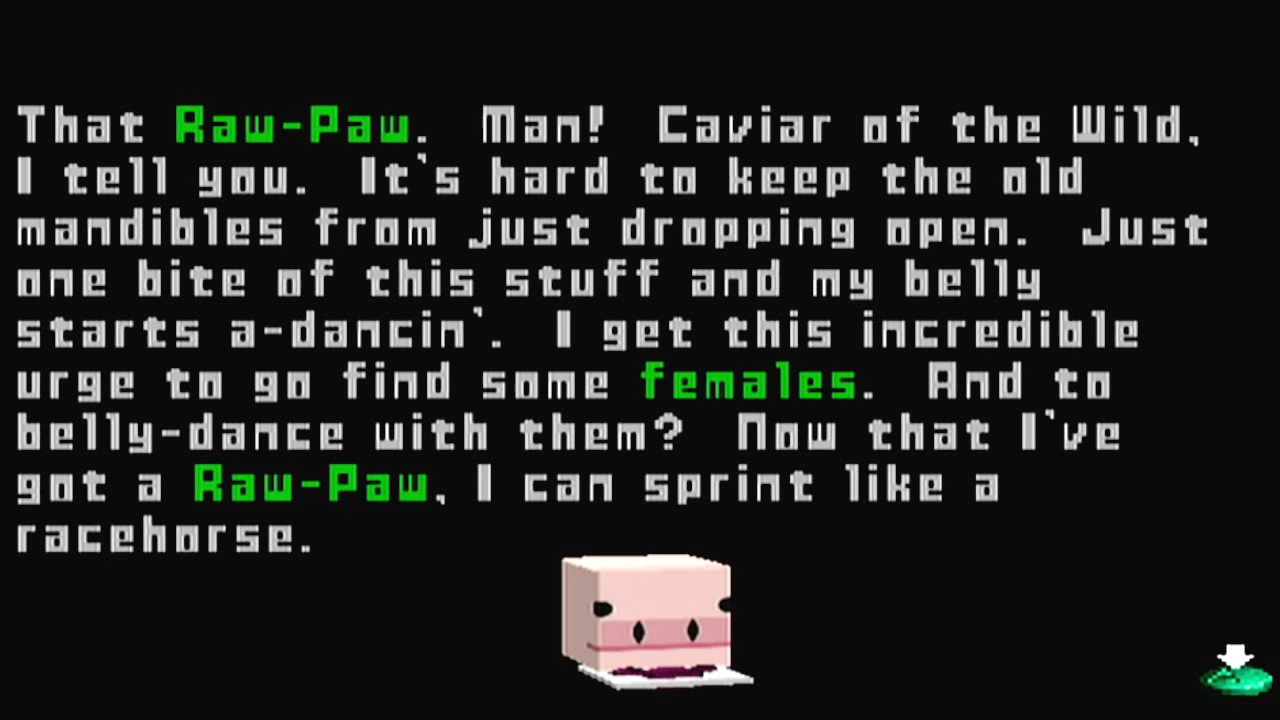 That Raw-Paw.  Man!  Caviar of the Wild,
I tell you.  It's hard to keep the old
mandibles from just dropping open.  Just
one bite of this stuff and my belly
starts a-dancin'.  I get this incredible
urge to go find some females.  And to
belly-dance with them?  Now that I've
got a Raw-Paw, I can sprint like a
racehorse.